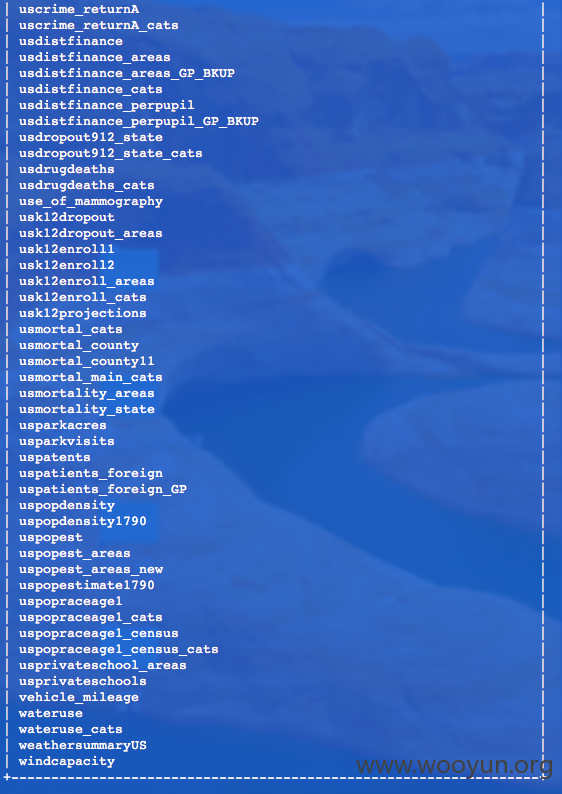 | uscrime_returnA |
| uscrime_returnA_cats |
| usdistfinance |
| usdistfinance_areas |
| usdistfinance_areas_GP_BKUP |
| usdistfinance_cats |
| usdistfinance_perpupil |
| usdistfinance_perpupil_GP_BKUP |
| usdropout912_state |
| usdropout912_state_cats |
| usdrugdeaths |
| usdrugdeaths_cats |
| use_of_mammography |
| usk12dropout |
| usk12dropout_areas |
| usk12enroll1 |
| usk12enroll2 |
| usk12enroll_areas |
| usk12enroll_cats |
| usk12projections |
| usmortal_cats |
| usmortal_county |
| usmortal_county11 |
| usmortal_main_cats |
| usmortality_areas |
| usmortality_state |
| usparkacres |
| usparkvisits |
| uspatents |
| uspatients_foreign |
| uspatients_foreign_GP |
| uspopdensity |
| uspopdensity1790 |
| uspopest |
| uspopest_areas |
| uspopest_areas_new |
| uspopestimate1790 |
| uspopraceage1 |
| uspopraceage1_cats |
| uspopraceage1_census |
| uspopraceage1_census_cats |
| usprivateschool_areas |
| usprivateschools |
| vehicle_mileage |
| wateruse |
| wateruse_cats |
| weathersummaryUS |
| windcapacity |
www.wooyun.org
+------------------------------------------------------------------+